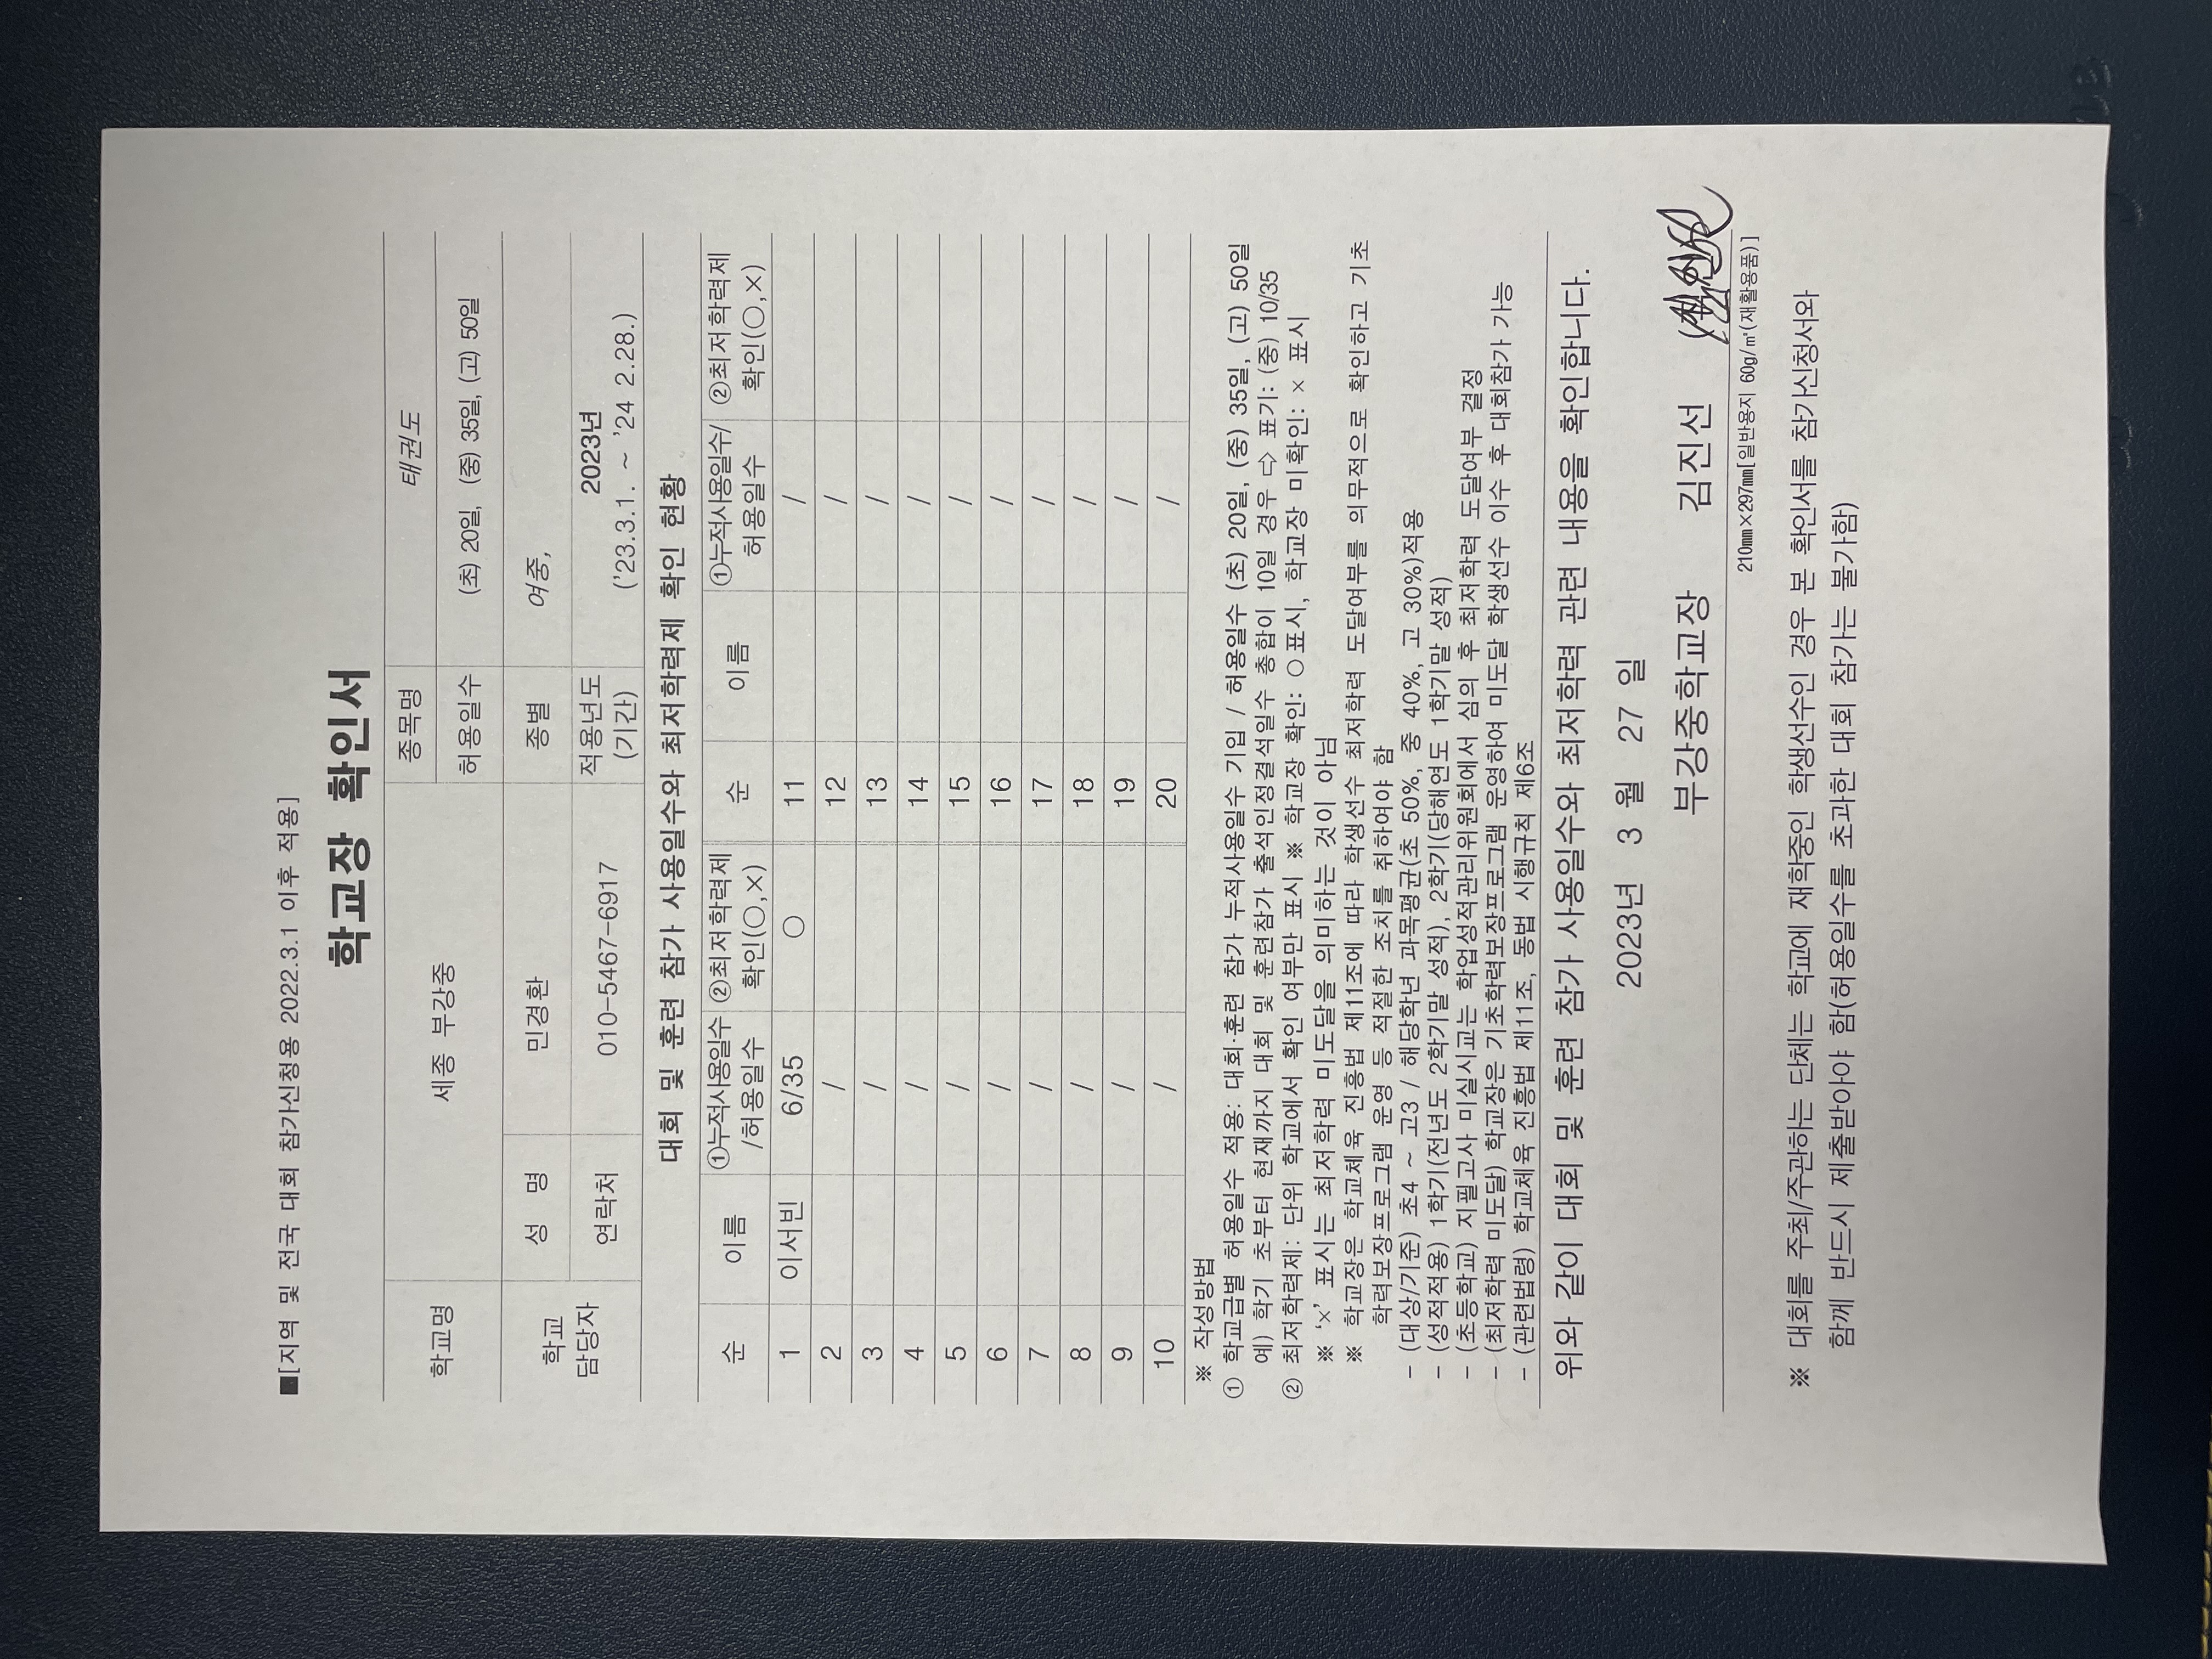 ■[지역 및 전국 대회 참가신청용 2022.3.1 이후 적용]
학교장 확인서
학교명 세종 부강중 종목명 태권도
허용일수 (초) 20일, (중) 35일, (고) 50일
학교 담당자 성 명 민경환 종별 여중,
연락처 010-5467-6917 적용년도 (기간) 2023년 ('23.3.1. ~ '24 2.28.)
대회 및 훈련 참가 사용일수와 최저학력제 확인 현황
순 이름 ①누적사용일수/허용일수 ②최저학력제 확인(○,×) 순 이름 ①누적사용일수/허용일수 ②최저학력제 확인(○,×)
1 이서빈 6/35 ○ 11 /
2 / 12 /
3 / 13 /
4 / 14 /
5 / 15 /
6 / 16 /
7 / 17 /
8 / 18 /
9 / 19 /
10 / 20 /
※ 작성방법
① 학교급별 허용일수 적용: 대회·훈련 참가 누적사용일수 기입 / 허용일수 (초) 20일, (중) 35일, (고) 50일
예) 학기 초부터 현재까지 대회 및 훈련참가 출석인정결석일수 총합이 10일 경우 ⇨ 표기: (중) 10/35
② 최저학력제: 단위 학교에서 확인 여부만 표시 ※ 학교장 확인: ○표시, 학교장 미확인: × 표시
※ '×' 표시는 최저학력 미도달을 의미하는 것이 아님
※ 학교장은 학교체육 진흥법 제11조에 따라 학생선수 최저학력 도달여부를 의무적으로 확인하고 기초
학력보장프로그램 운영 등 적절한 조치를 취하여야 함
- (대상/기준) 초4 ~ 고3 / 해당학년 과목평균(초 50%, 중 40%, 고 30%)적용
- (성적적용) 1학기(전년도 2학기말 성적), 2학기(당해연도 1학기말 성적)
- (초등학교) 지필고사 미실시교는 학업성적관리위원회에서 심의 후 최저학력 도달여부 결정
- (최저학력 미도달) 학교장은 기초학력보장프로그램 운영하여 미도달 학생선수 이수 후 대회참가 가능
- (관련법령) 학교체육 진흥법 제11조, 동법 시행규칙 제6조
위와 같이 대회 및 훈련 참가 사용일수와 최저학력 관련 내용을 확인합니다.
2023년 3 월 27 일
부강중학교장 김진선
210㎜×297㎜[일반용지 60g/㎡(재활용품)]
※ 대회를 주최/주관하는 단체는 학교에 재학중인 학생선수인 경우 본 확인서를 참가신청서와
함께 반드시 제출받아야 함(허용일수를 초과한 대회 참가는 불가함)